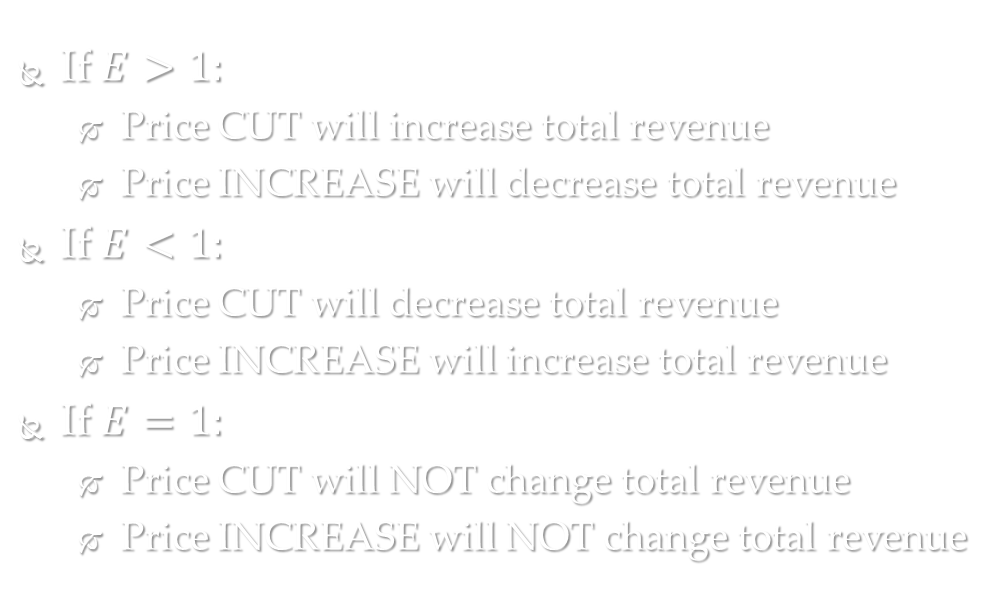 If E > 1:
Price CUT will increase total revenue
Price INCREASE will decrease total revenue
If E < 1:
Price CUT will decrease total revenue
Price INCREASE will increase total revenue
If E = 1:
Price CUT will NOT change total revenue
Price INCREASE will NOT change total revenue